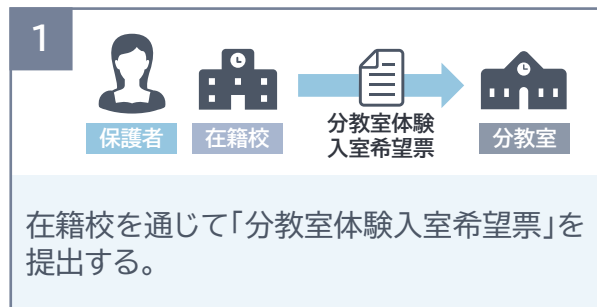 1
保護者
在籍校
分教室体験
入室希望票
分教室
在籍校を通じて「分教室体験入室希望票」を
提出する。